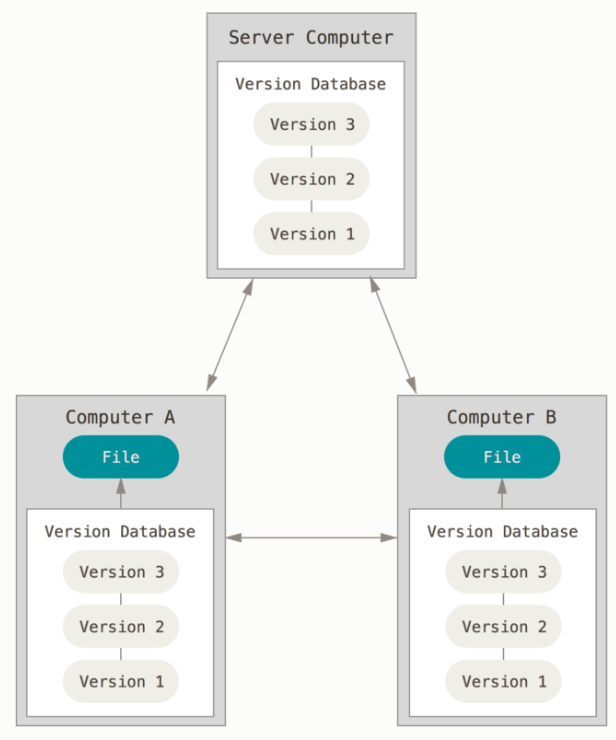 Server Computer
Version Database
Version 3
Version 2
Version 1
Computer A
File
Version Database
Version 3
Version 2
Version 1
Computer B
File
Version Database
Version 3
Version 2
Version 1